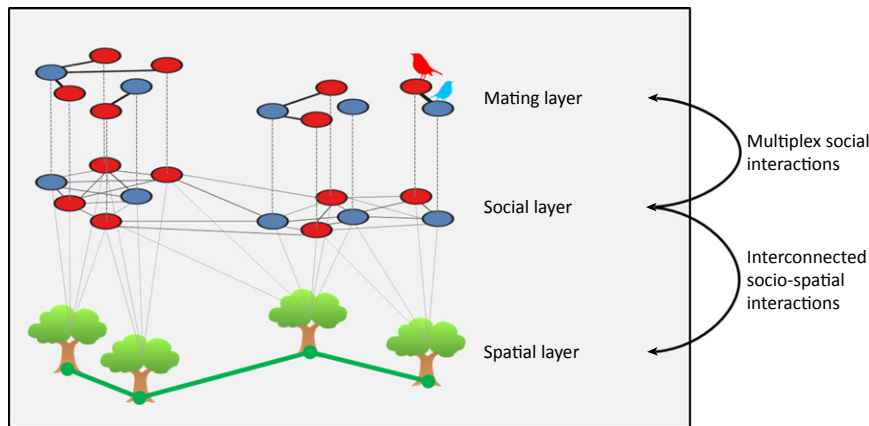 Mating layer
Multiplex social
interactions
Social layer
Interconnected
socio-spatial
interactions
Spatial layer